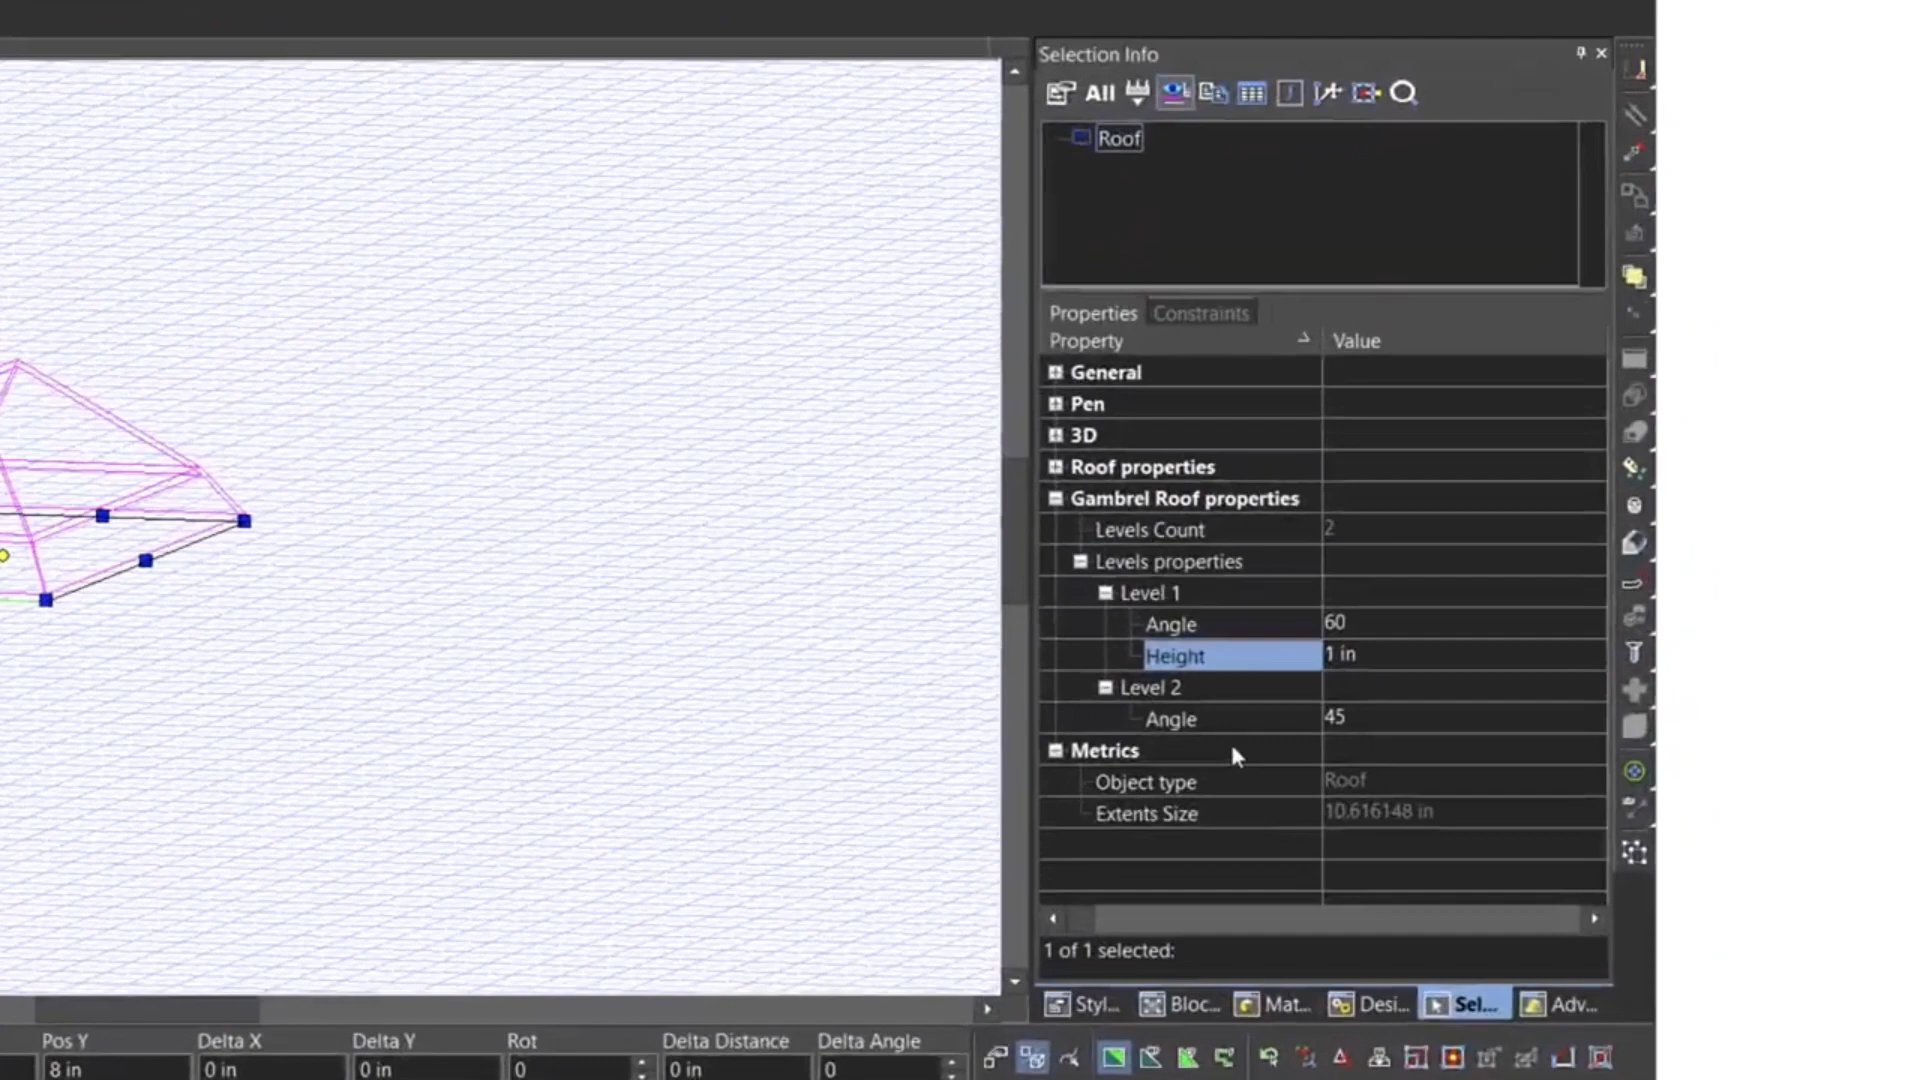 Selection Info
All
Roof
Properties Constraints
Property Value
General
Pen
3D
Roof properties
Gambrel Roof properties
Levels Count 2
Levels properties
Level 1
Angle 60
Height 1 in
Level 2
Angle 45
Metrics
Object type Roof
Extents Size 10,616148 in
1 of 1 selected:
Styl... Bloc... Mat... Desi... Sel... Adv...
Pos Y Delta X Delta Y Rot Delta Distance Delta Angle
8 in 0 in 0 in 0 0 in 0